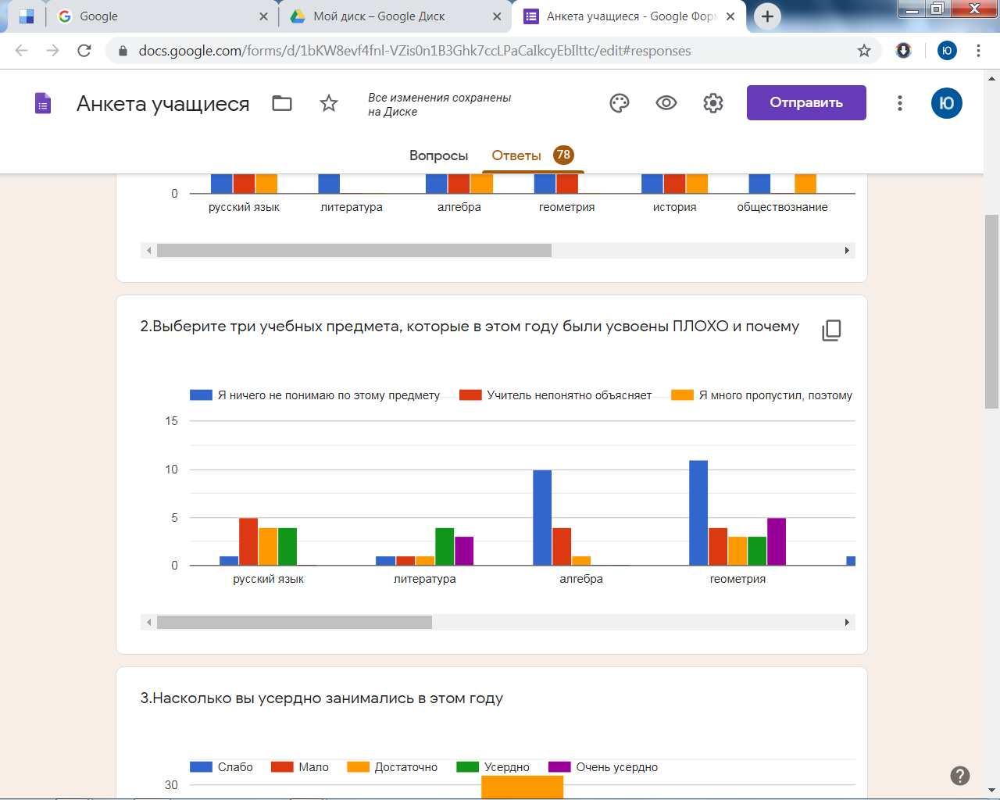 Google
Мой диск – Google Диск
Анкета учащиеся - Google Фор
docs.google.com/forms/d/1bKW8evf4fnl-VZis0n1B3Ghk7ccLPaCaIkcyEbIlttc/edit#responses
Ю
Анкета учащиеся
Все изменения сохранены
на Диске
Отправить
Ю
Вопросы
Ответы 78
0
русский язык литература алгебра геометрия история обществознание
2.Выберите три учебных предмета, которые в этом году были усвоены ПЛОХО и почему
Я ничего не понимаю по этому предмету Учитель непонятно объясняет Я много пропустил, поэтому
15
10
5
0
русский язык литература алгебра геометрия
3.Насколько вы усердно занимались в этом году
Слабо Мало Достаточно Усердно Очень усердно
30